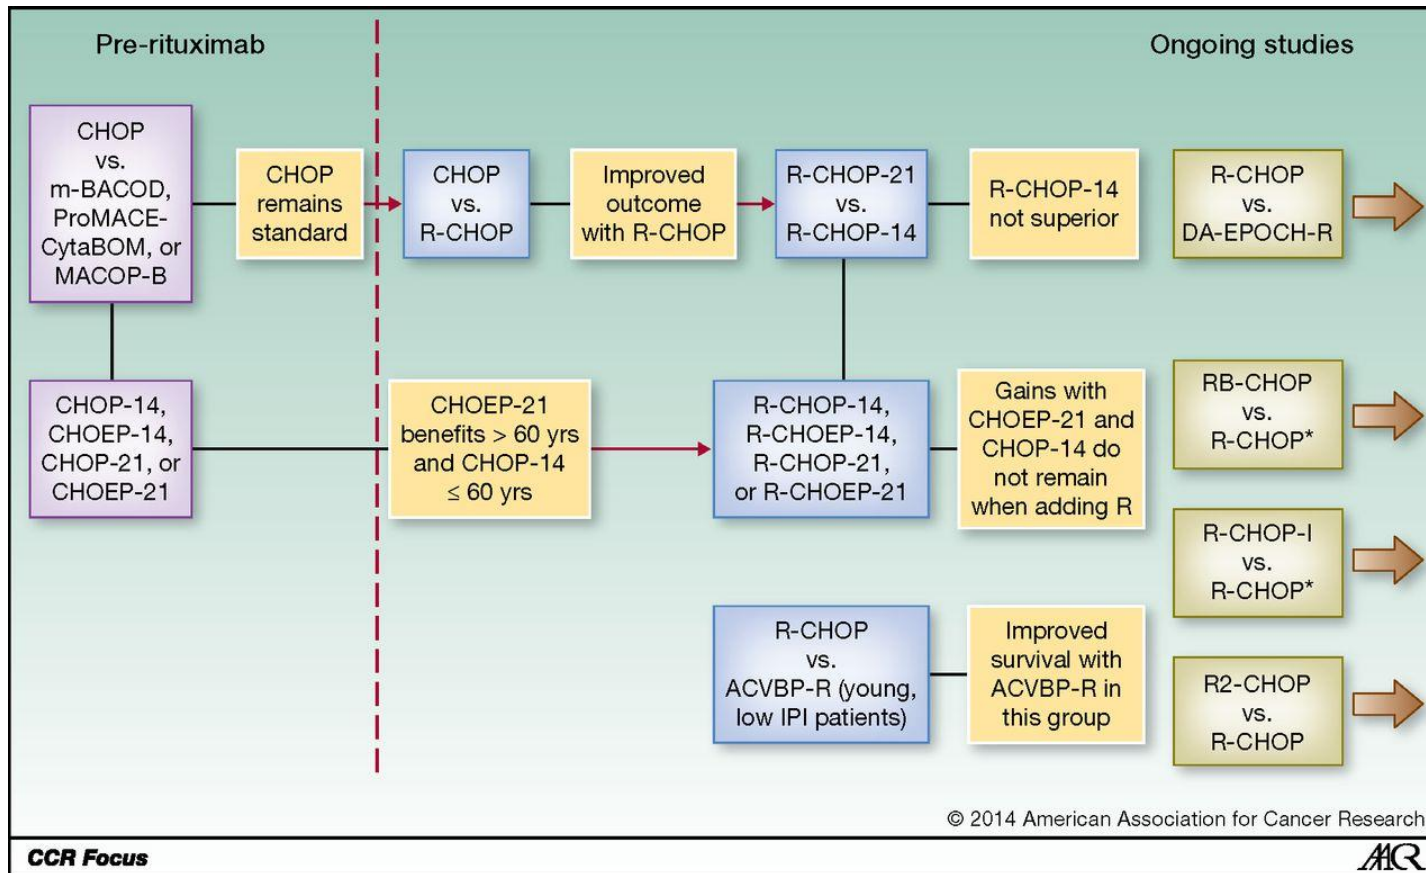 Pre-rituximab
Ongoing studies
CHOP
vs.
m-BACOD,
ProMACE-
CytaBOM, or
MACOP-B
CHOP
remains
standard
CHOP
vs.
R-CHOP
Improved
outcome
with R-CHOP
R-CHOP-21
vs.
R-CHOP-14
R-CHOP-14
not superior
R-CHOP
vs.
DA-EPOCH-R
CHOP-14,
CHOEP-14,
CHOP-21, or
CHOEP-21
CHOEP-21
benefits > 60 yrs
and CHOP-14
≤ 60 yrs
R-CHOP-14,
R-CHOEP-14,
R-CHOP-21,
or R-CHOEP-21
Gains with
CHOEP-21 and
CHOP-14 do
not remain
when adding R
RB-CHOP
vs.
R-CHOP*
R-CHOP-I
vs.
R-CHOP*
R-CHOP
vs.
ACVBP-R (young,
low IPI patients)
Improved
survival with
ACVBP-R in
this group
R2-CHOP
vs.
R-CHOP
© 2014 American Association for Cancer Research
CCR Focus
AACR